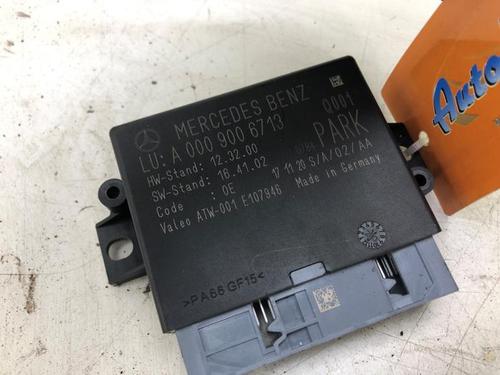 MERCEDES BENZ
LU: A 000 900 6713 0001
HW-Stand: 12.32.00 PARK
SW-Stand: 16.41.02
Code : 0E 17 11 20 S/A/02/AA
Valeo ATW-001 E107946 Made in Germany
>PA66 GF15<
Auto